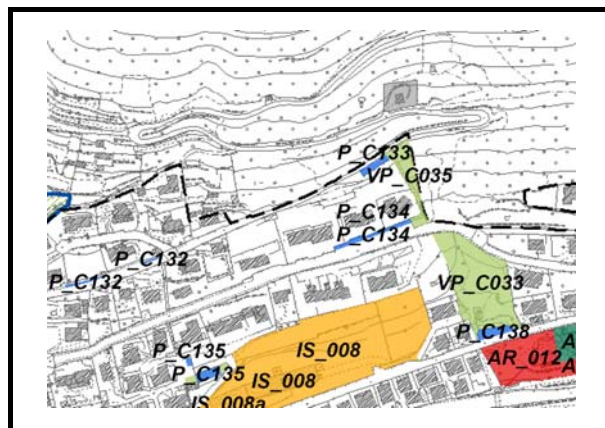 P_C133
VP_C035
P_C134
P_C134
P_C132
P_C132
VP_C033
P_C138
P_C135
IS_008
AR_012
P_C135
IS_008
IS_008a
A
A